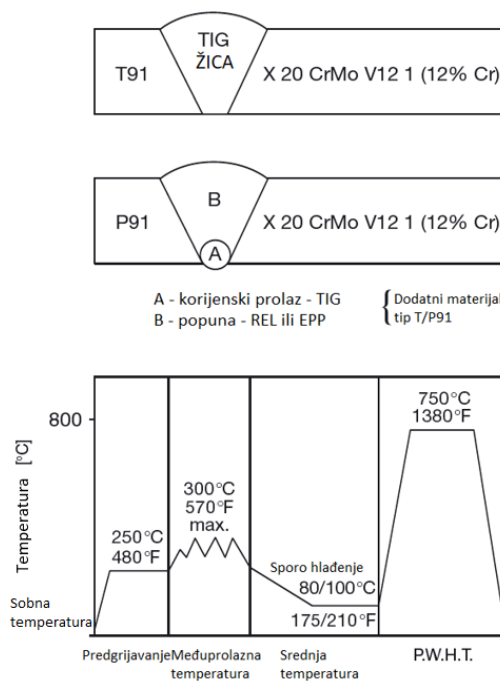 TIG
ŽICA
T91
X 20 CrMo V12 1 (12% Cr)
B
P91
X 20 CrMo V12 1 (12% Cr)
A
A - korijenski prolaz - TIG
B - popuna - REL ili EPP
{ Dodatni materijal
tip T/P91
Temperatura [°C]
800
750°C
1380°F
300°C
570°F
max.
250°C
480°F
Sporo hlađenje
80/100°C
175/210°F
Sobna
temperatura
Predgrijavanje
Međuprolazna
temperatura
Srednja
temperatura
P.W.H.T.